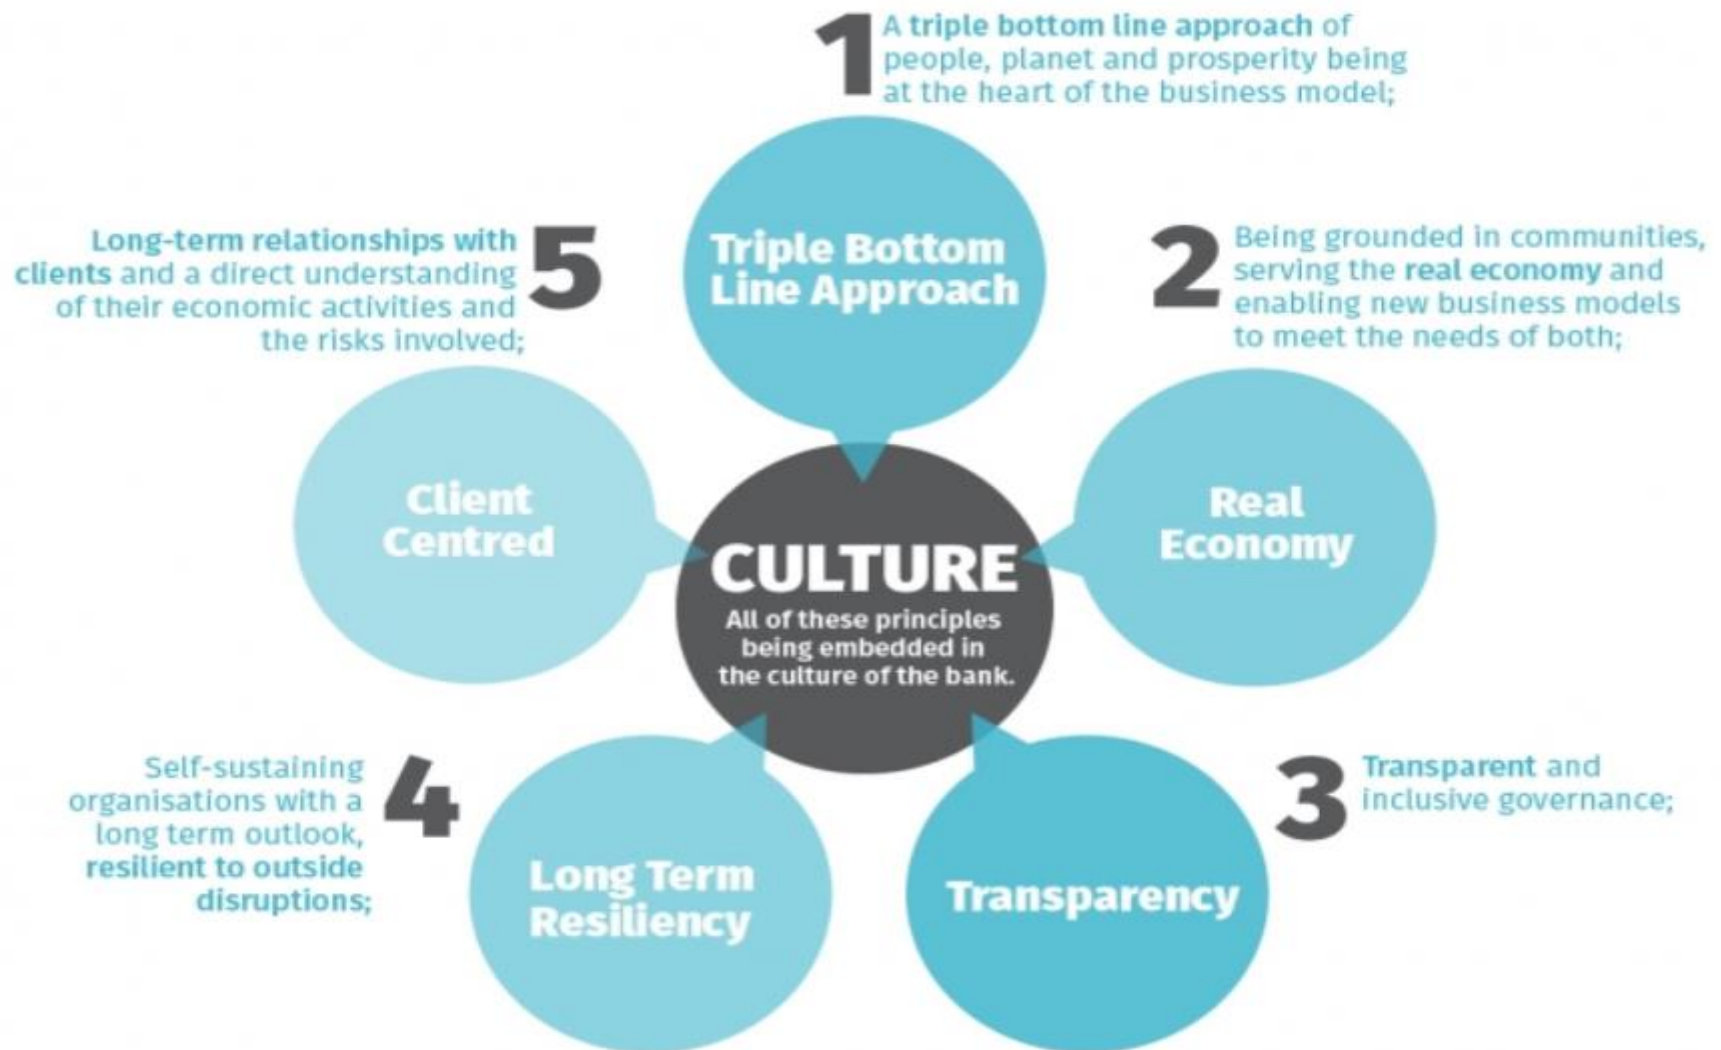 1
A triple bottom line approach of
people, planet and prosperity being
at the heart of the business model;
Triple Bottom
Line Approach
2
Being grounded in communities,
serving the real economy and
enabling new business models
to meet the needs of both;
Real
Economy
3
Transparent and
inclusive governance;
Transparency
4
Self-sustaining
organisations with a
long term outlook,
resilient to outside
disruptions;
Long Term
Resiliency
5
Long-term relationships with
clients and a direct understanding
of their economic activities and
the risks involved;
Client
Centred
CULTURE
All of these principles
being embedded in
the culture of the bank.